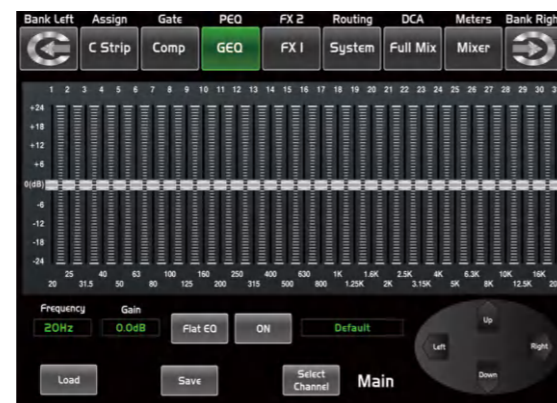 Bank Left Assign Gate PEQ FX 2 Routing DCA Meters Bank Righ
C Strip Comp GEQ FX I System Full Mix Mixer
1 2 3 4 5 6 7 8 9 10 11 12 13 14 15 16 17 18 19 20 21 22 23 24 25 26 27 28 29 30 3
+24
+18
+12
+6
0(dB)
-6
-12
-18
-24
25 40 63 100 160 250 400 630 1K 1.6K 2.5K 4K 6.3K 10K 16K
20 31.5 50 80 125 200 315 500 800 1.25K 2K 3.15K 5K 8K 12.5K 20
Frequency Gain
20Hz 0.0dB Flat EQ ON Default
Up
Left Right
Down
Load Save Select Channel Main